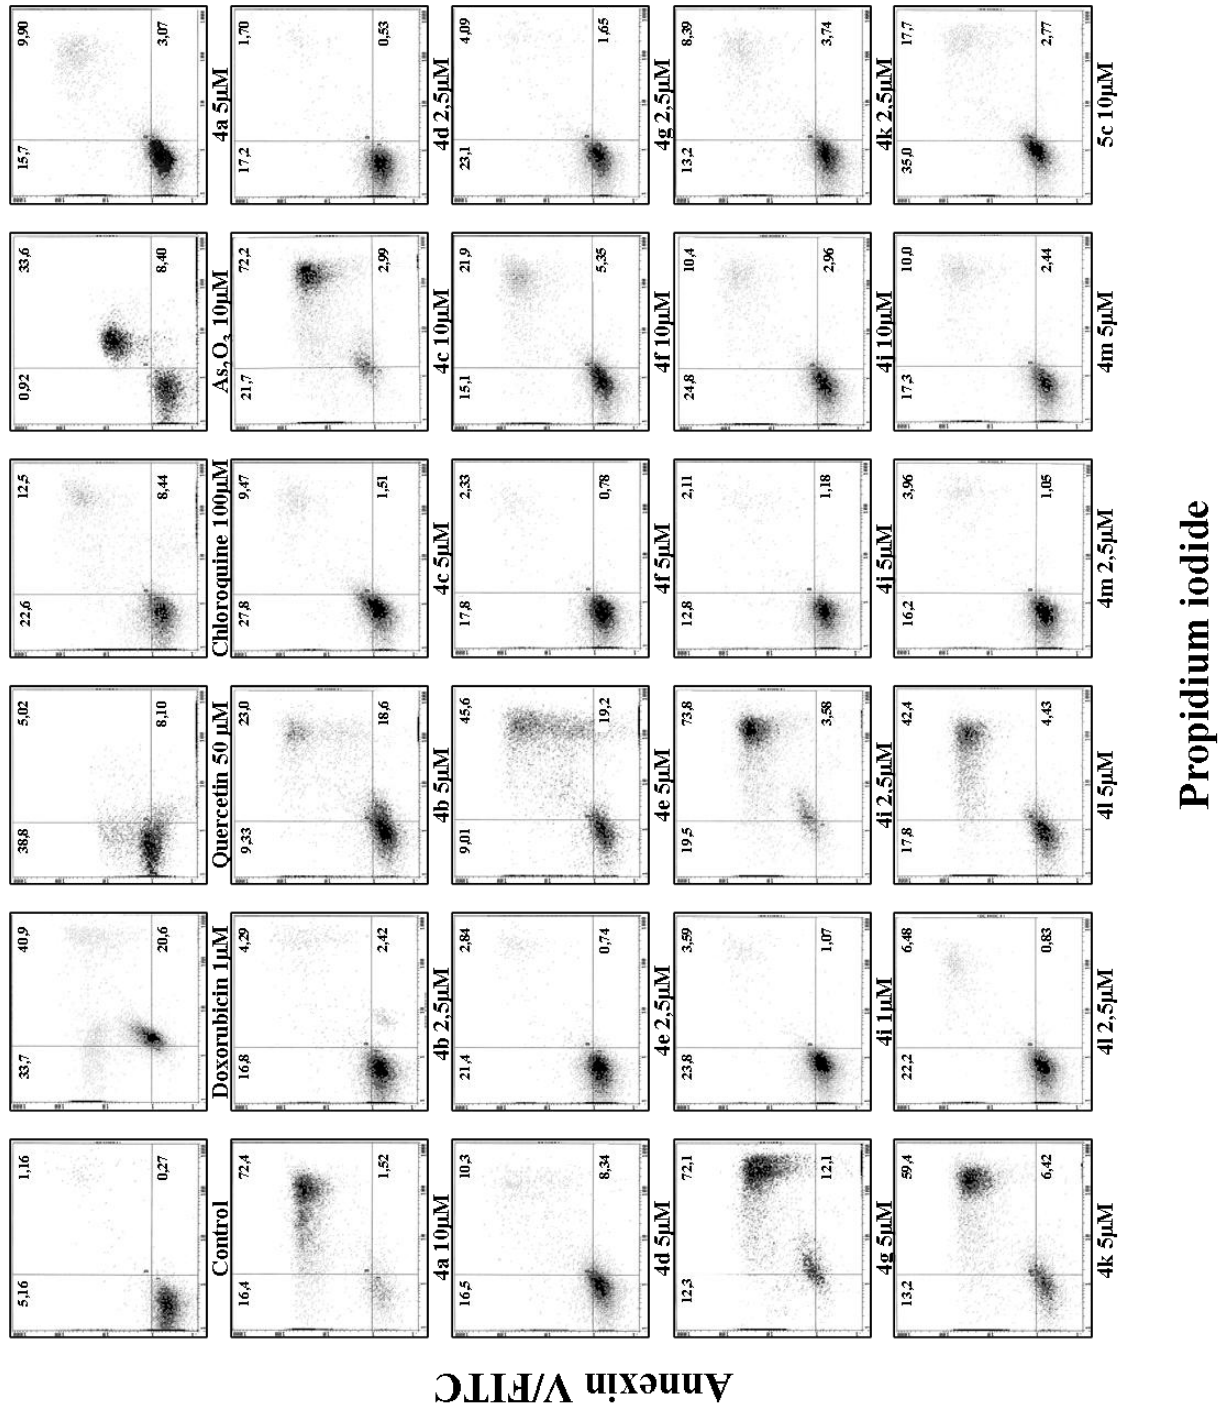 Annexin V/FITC
5,16 1,16 33,7 40,9 38,8 5,02 22,6 12,5 0,92 33,6 15,7 9,90
0,27 20,6 8,10 8,44 8,40 3,07
Control Doxorubicin 1µM Quercetin 50 µM Chloroquine 100µM As₂O₃ 10µM 4a 5µM
16,4 72,4 16,8 4,29 9,33 23,0 27,8 9,47 21,7 72,2 17,2 1,70
1,52 2,42 18,6 1,51 2,99 0,53
4a 10µM 4b 2,5µM 4b 5µM 4c 5µM 4c 10µM 4d 2,5µM
16,5 10,3 21,4 2,84 9,01 45,6 17,8 2,33 15,1 21,9 23,1 4,09
8,34 0,74 19,2 0,78 5,35 1,65
4d 5µM 4e 2,5µM 4e 5µM 4f 5µM 4f 10µM 4g 2,5µM
12,3 72,1 23,8 3,59 19,5 73,8 12,8 2,11 24,8 10,4 13,2 8,39
12,1 1,07 3,58 1,18 2,96 3,74
4g 5µM 4i 1µM 4i 2,5µM 4j 5µM 4j 10µM 4k 2,5µM
13,2 59,4 22,2 6,48 17,8 42,4 16,2 3,96 17,3 10,0 35,0 17,7
6,42 0,83 4,43 1,05 2,44 2,77
4k 5µM 4l 2,5µM 4l 5µM 4m 2,5µM 4m 5µM 5c 10µM
Propidium iodide